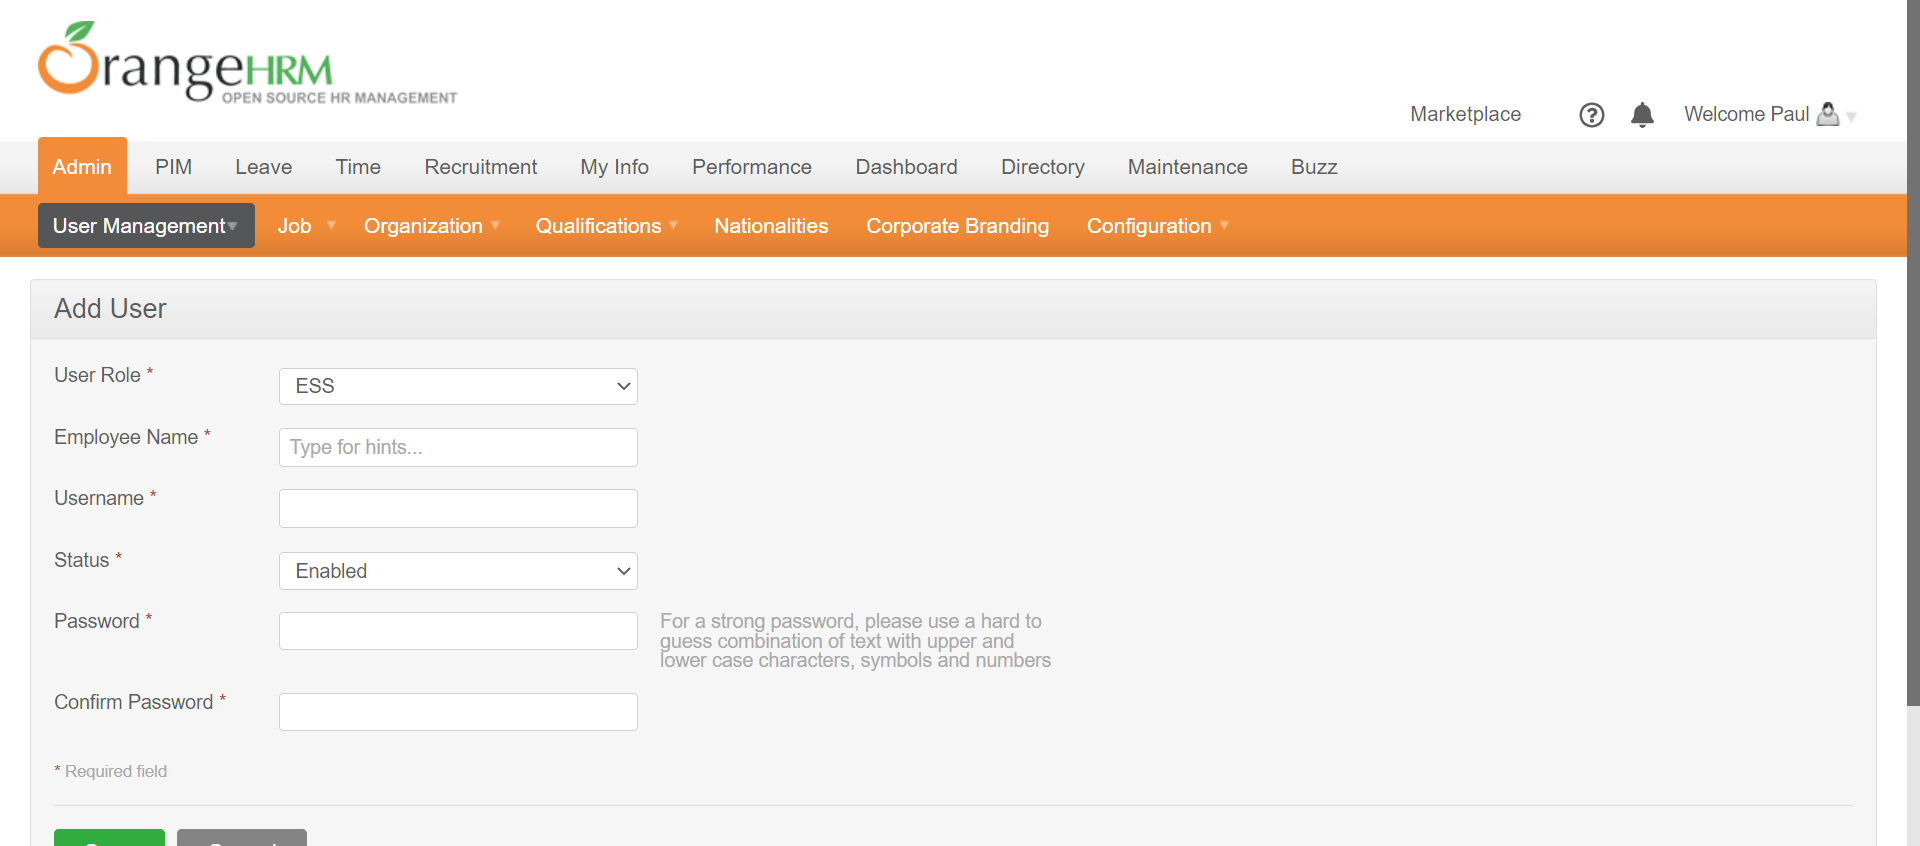 OrangeHRM
OPEN SOURCE HR MANAGEMENT
Marketplace Welcome Paul
Admin PIM Leave Time Recruitment My Info Performance Dashboard Directory Maintenance Buzz
User Management Job Organization Qualifications Nationalities Corporate Branding Configuration
Add User
User Role * ESS
Employee Name * Type for hints...
Username *
Status * Enabled
Password * For a strong password, please use a hard to
guess combination of text with upper and
lower case characters, symbols and numbers
Confirm Password *
* Required field